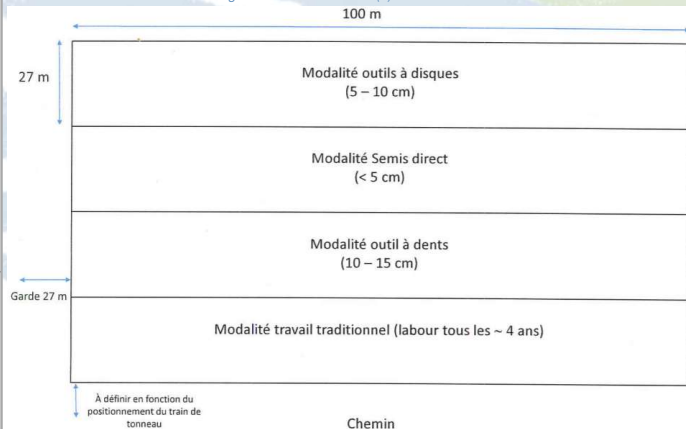 100 m
27 m
Modalité outils à disques
(5 – 10 cm)
Modalité Semis direct
(< 5 cm)
Modalité outil à dents
(10 – 15 cm)
Garde 27 m
Modalité travail traditionnel (labour tous les ~ 4 ans)
À définir en fonction du
positionnement du train de
tonneau
Chemin